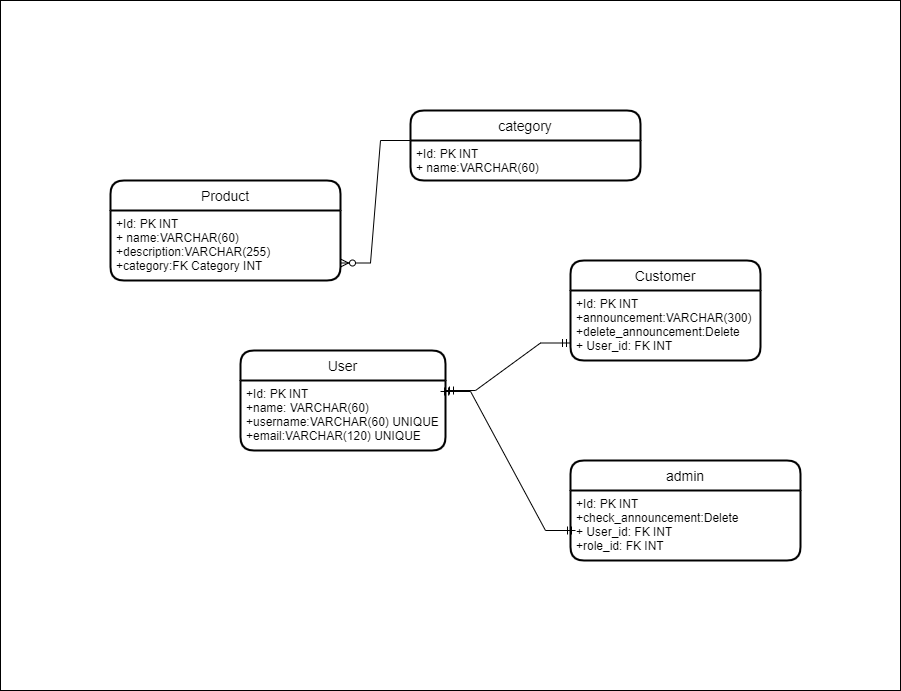 category
+Id: PK INT
+ name:VARCHAR(60)
Product
+Id: PK INT
+ name:VARCHAR(60)
+description:VARCHAR(255)
+category:FK Category INT
Customer
+Id: PK INT
+announcement:VARCHAR(300)
+delete_announcement:Delete
+ User_id: FK INT
User
+Id: PK INT
+name: VARCHAR(60)
+username:VARCHAR(60) UNIQUE
+email:VARCHAR(120) UNIQUE
admin
+Id: PK INT
+check_announcement:Delete
+ User_id: FK INT
+role_id: FK INT